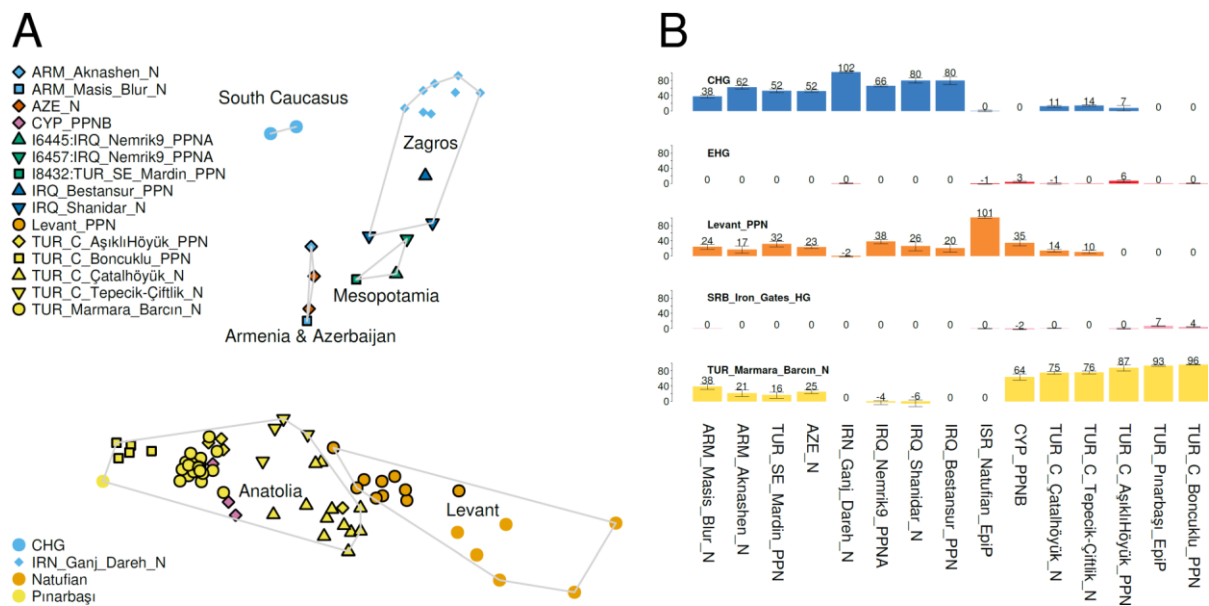 A
ARM_Aknashen_N
ARM_Masis_Blur_N
AZE_N
CYP_PPNB
I6445:IRQ_Nemrik9_PPNA
I6457:IRQ_Nemrik9_PPNA
I8432:TUR_SE_Mardin_PPN
IRQ_Bestansur_PPN
IRQ_Shanidar_N
Levant_PPN
TUR_C_AşıklıHöyük_PPN
TUR_C_Boncuklu_PPN
TUR_C_Çatalhöyük_N
TUR_C_Tepecik-Çiftlik_N
TUR_Marmara_Barcın_N
South Caucasus
Zagros
Mesopotamia
Armenia & Azerbaijan
Anatolia
Levant
CHG
IRN_Ganj_Dareh_N
Natufian
Pınarbaşı
B
CHG
80
40
0
38 62 52 52 102 66 80 80 0 0 11 14 7 0 0
EHG
80
40
0
0 0 0 0 0 0 0 0 -1 3 -1 0 6 0 0
Levant_PPN
80
40
0
24 17 32 23 -2 38 26 20 101 35 14 10 0 0 0
SRB_Iron_Gates_HG
80
40
0
0 0 0 0 0 0 0 0 0 -2 0 0 0 7 4
TUR_Marmara_Barcın_N
80
40
0
38 21 16 25 0 -4 -6 0 0 64 75 76 87 93 96
ARM_Masis_Blur_N
ARM_Aknashen_N
TUR_SE_Mardin_PPN
AZE_N
IRN_Ganj_Dareh_N
IRQ_Nemrik9_PPNA
IRQ_Shanidar_N
IRQ_Bestansur_PPN
ISR_Natufian_EpiP
CYP_PPNB
TUR_C_Çatalhöyük_N
TUR_C_Tepecik-Çiftlik_N
TUR_C_AşıklıHöyük_PPN
TUR_Pınarbaşı_EpiP
TUR_C_Boncuklu_PPN